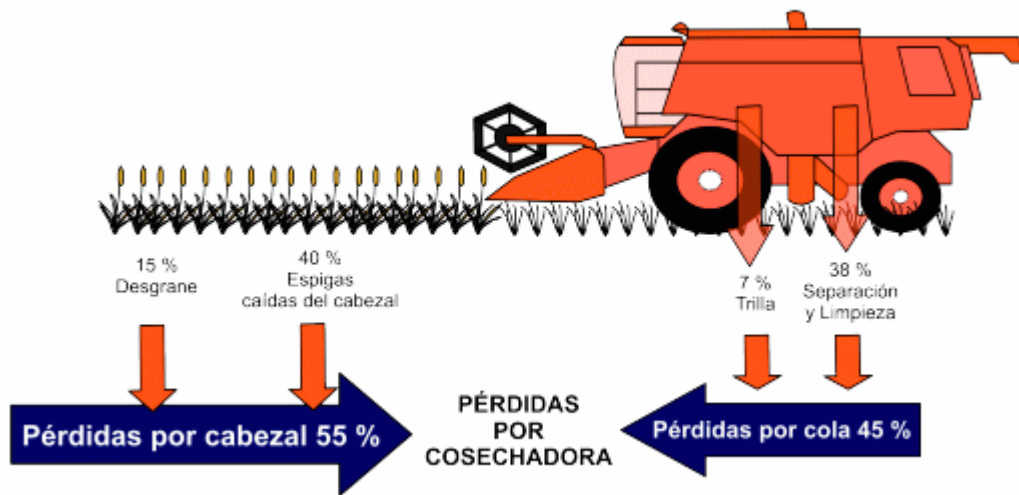 15 %
Desgrane
40 %
Espigas
caídas del cabezal
7 %
Trilla
38 %
Separación
y Limpieza
Pérdidas por cabezal 55 %
PÉRDIDAS
POR
COSECHADORA
Pérdidas por cola 45 %